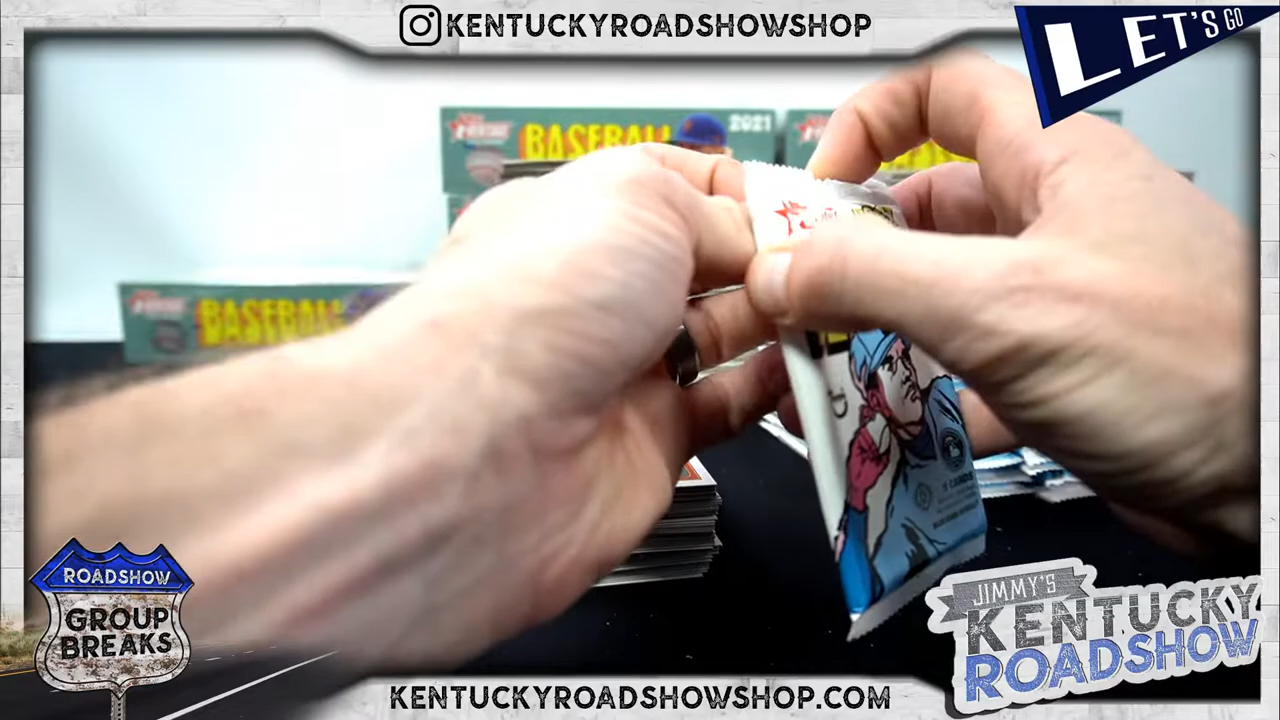 KENTUCKYROADSHOWSHOP
LET'S GO
BASEBALL
2021
BASEBALL
ROADSHOW
GROUP
BREAKS
JIMMY'S
KENTUCKY
ROADSHOW
KENTUCKYROADSHOWSHOP.COM